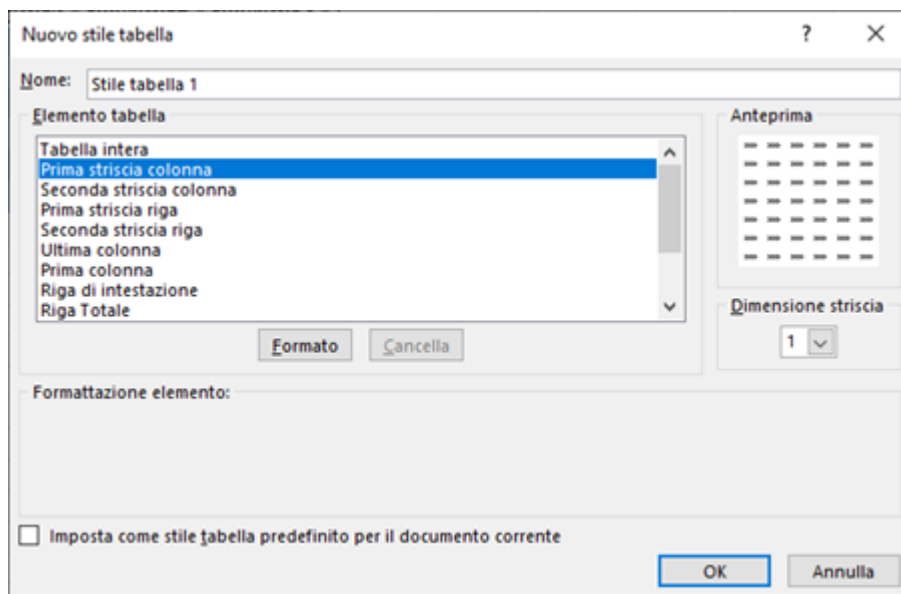 Nuovo stile tabella
?
Nome:
Stile tabella 1
Elemento tabella
Tabella intera
Prima striscia colonna
Seconda striscia colonna
Prima striscia riga
Seconda striscia riga
Ultima colonna
Prima colonna
Riga di intestazione
Riga Totale
Formato
Cancella
Anteprima
Dimensione striscia
1
Formattazione elemento:
Imposta come stile tabella predefinito per il documento corrente
OK
Annulla